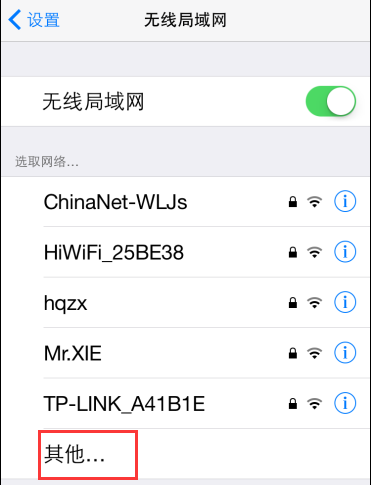 设置
无线局域网
无线局域网
选取网络...
ChinaNet-WLJs
HiWiFi_25BE38
hqzx
Mr.XIE
TP-LINK_A41B1E
其他...